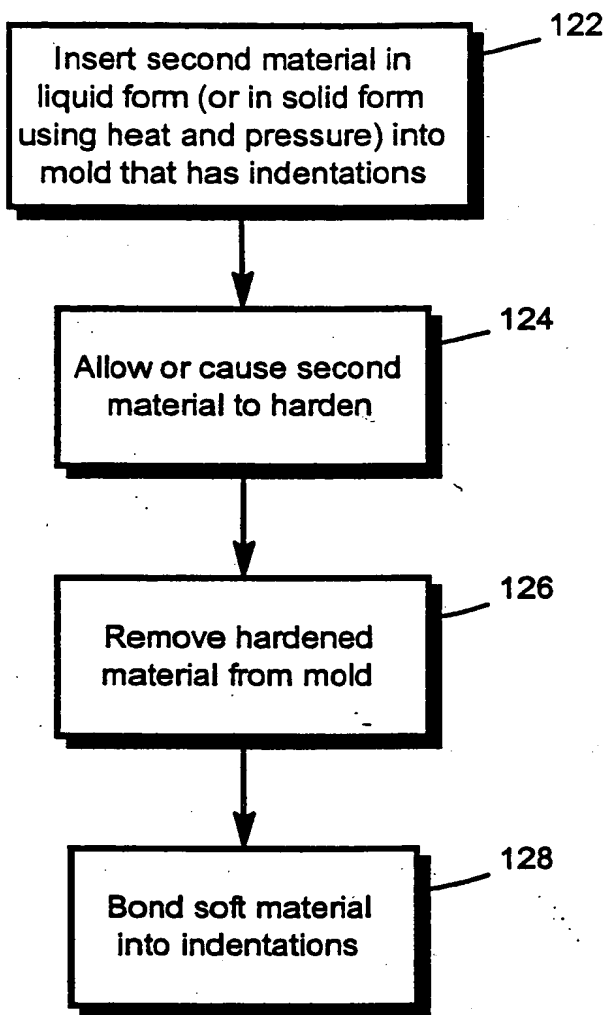 122
Insert second material in
liquid form (or in solid form
using heat and pressure) into
mold that has indentations
124
Allow or cause second
material to harden
126
Remove hardened
material from mold
128
Bond soft material
into indentations